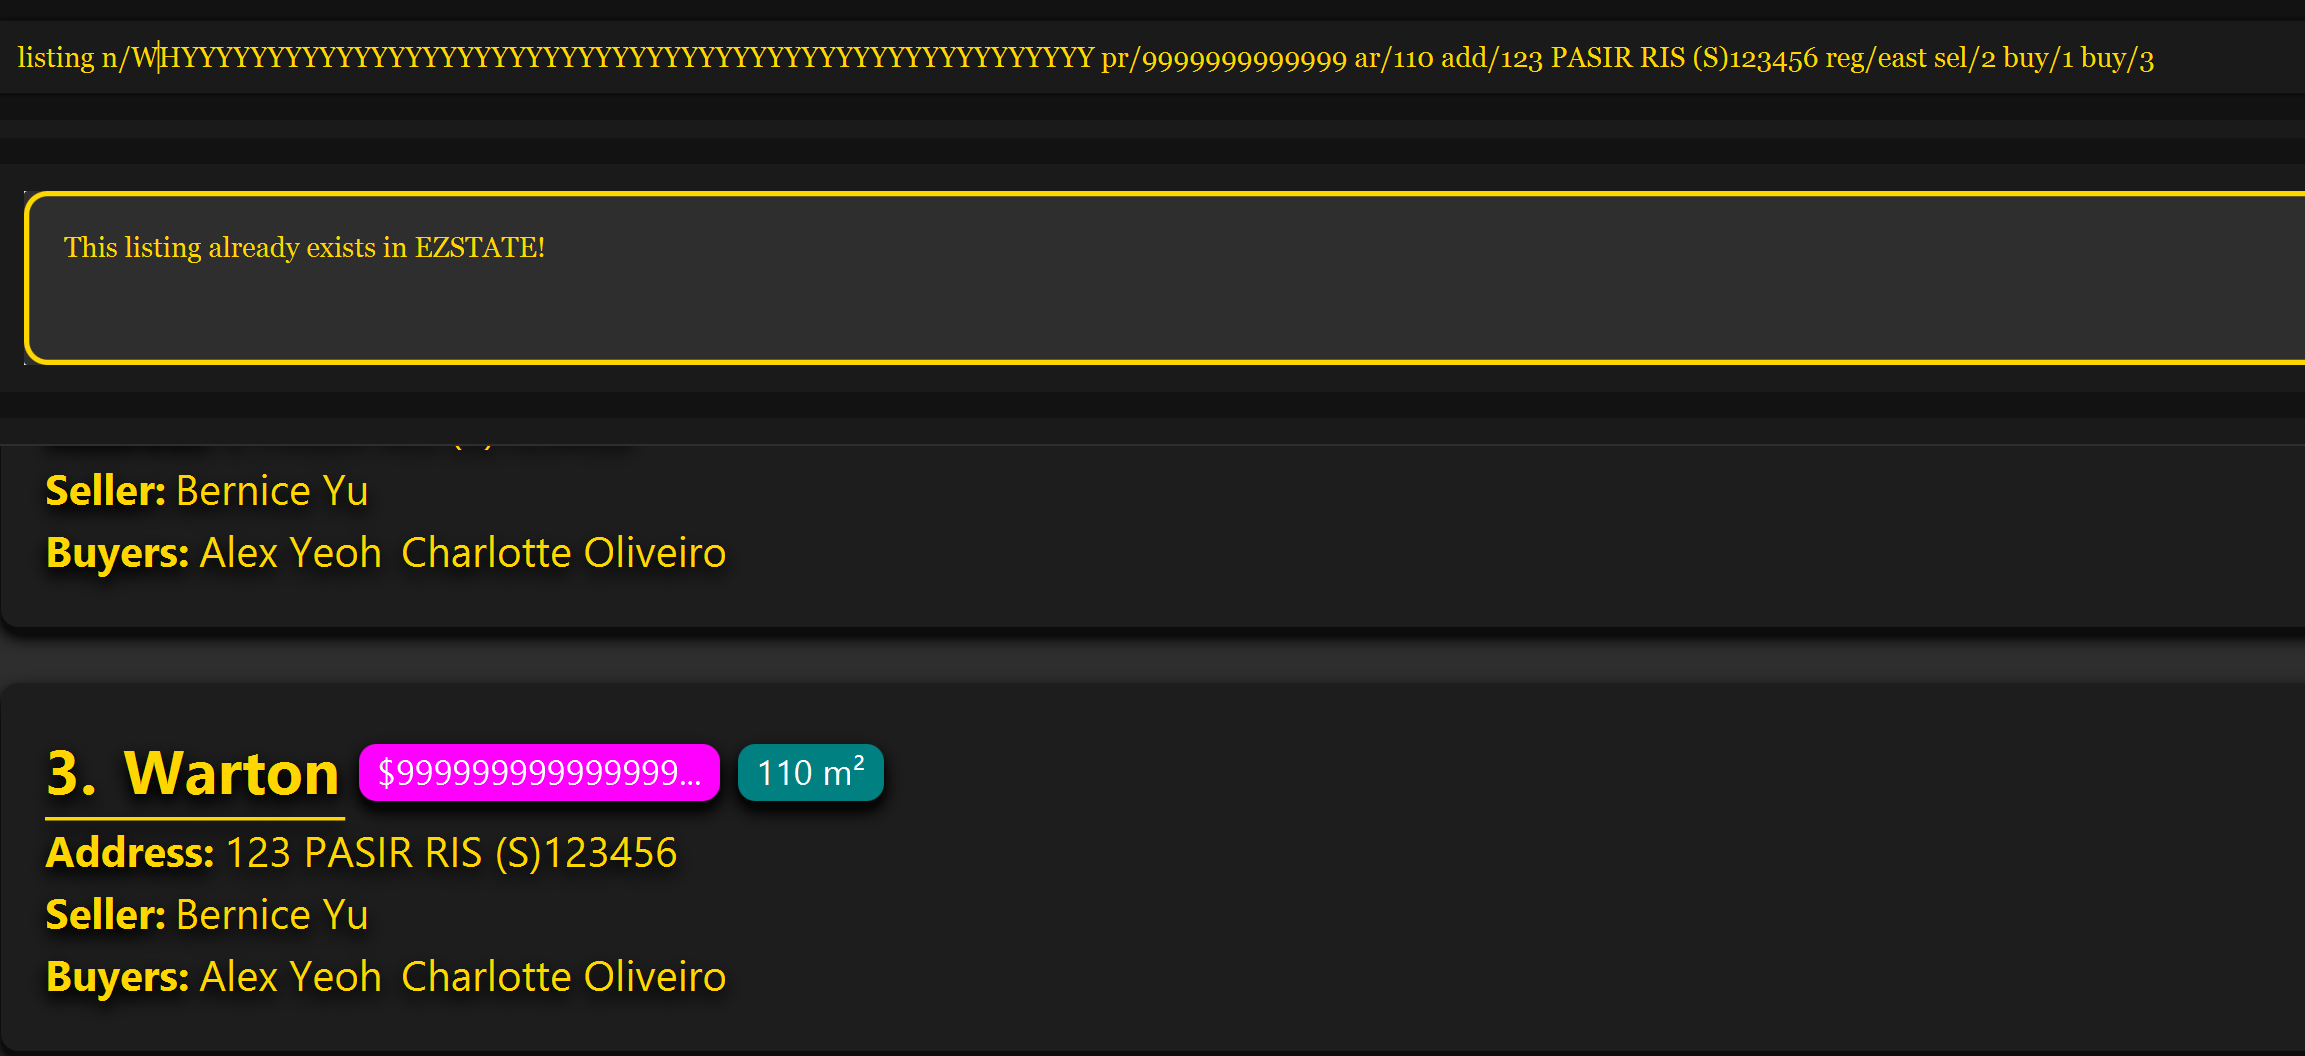 listing n/WHYYYYYYYYYYYYYYYYYYYYYYYYYYYYYYYYYYYYYYYYYYYYYYYYYYYYY pr/9999999999999 ar/110 add/123 PASIR RIS (S)123456 reg/east sel/2 buy/1 buy/3
This listing already exists in EZSTATE!
Seller: Bernice Yu
Buyers: Alex Yeoh Charlotte Oliveiro
3. Warton $999999999999999... 110 m²
Address: 123 PASIR RIS (S)123456
Seller: Bernice Yu
Buyers: Alex Yeoh Charlotte Oliveiro